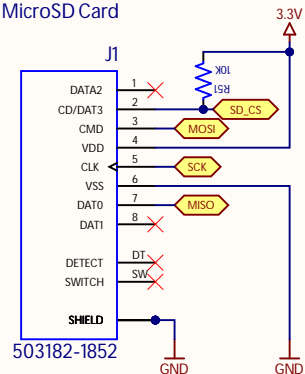 MicroSD Card
3.3V
J1
10K
R51
DATA2 1
CD/DAT3 2 SD_CS
CMD 3 MOSI
VDD 4
CLK 5 SCK
VSS 6
DAT0 7 MISO
DAT1 8
DETECT DT
SWITCH SW
SHIELD
503182-1852
GND GND